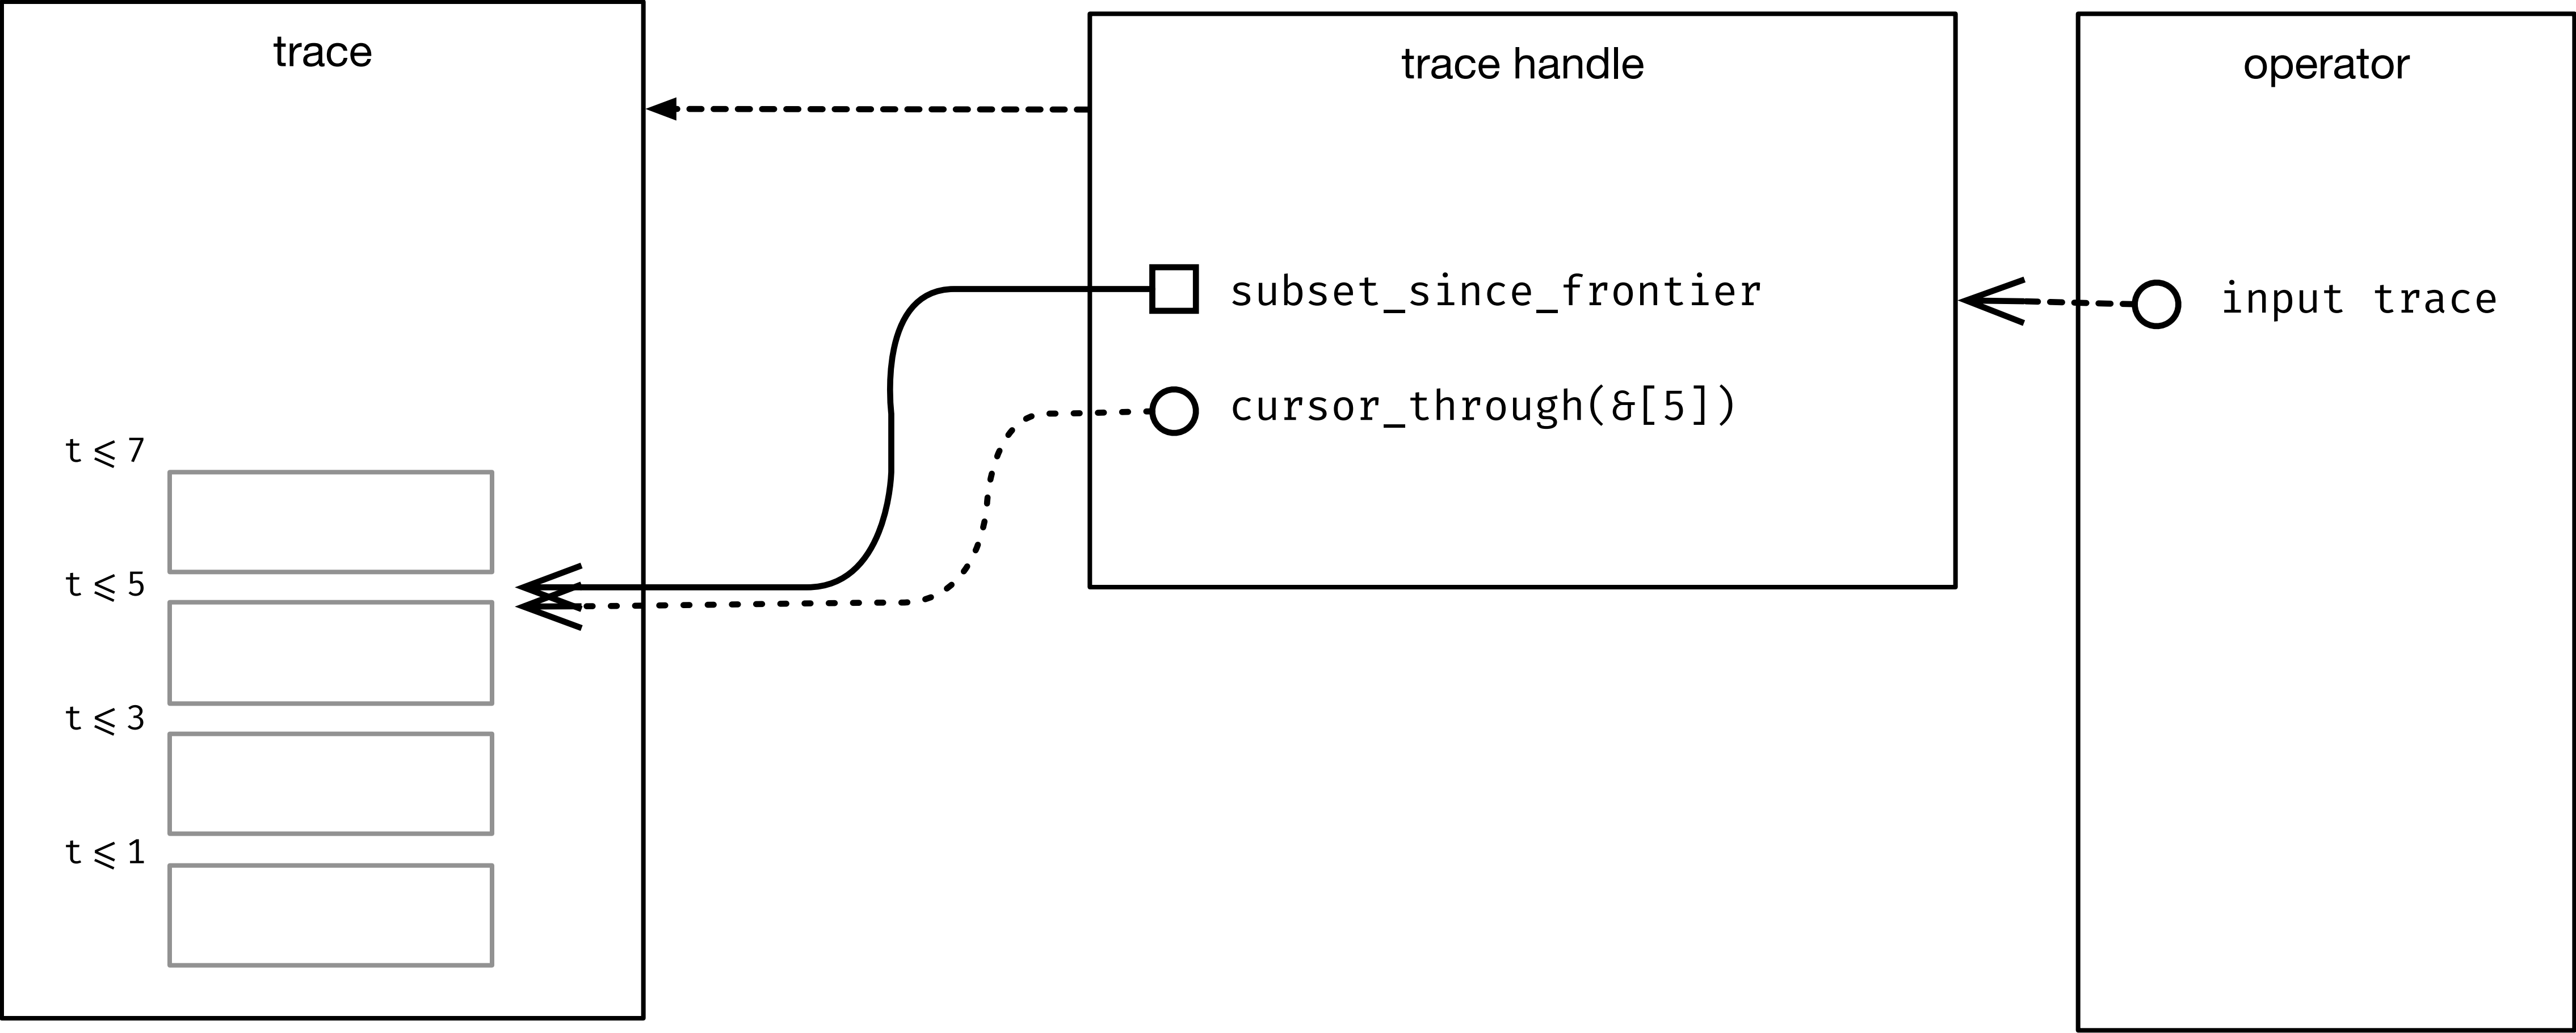 trace
t ⩽ 7
t ⩽ 5
t ⩽ 3
t ⩽ 1
trace handle
subset_since_frontier
cursor_through(&[5])
operator
input trace